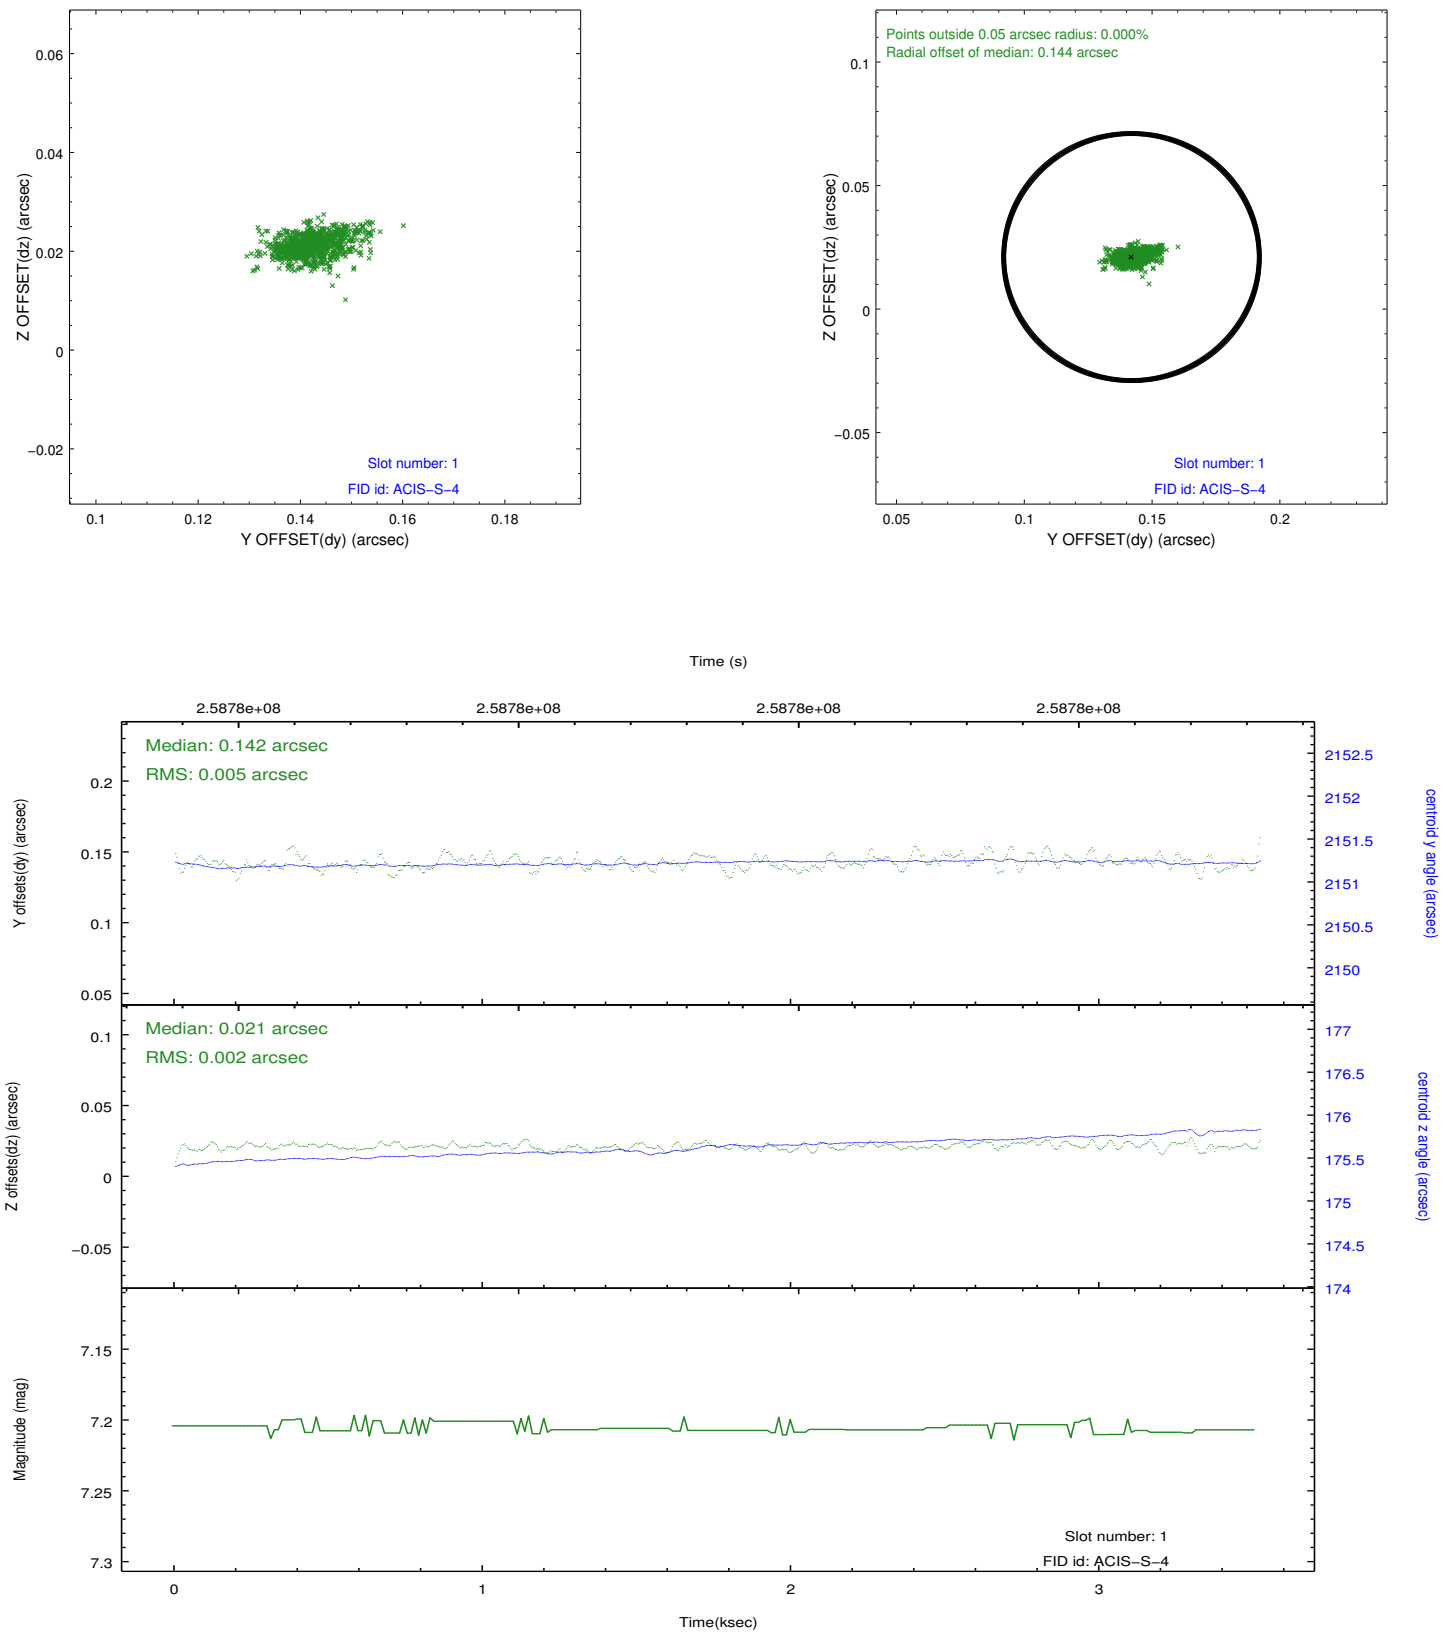 0.06
0.04
0.02
0
−0.02
Z OFFSET(dz) (arcsec)
Slot number: 1
FID id: ACIS−S−4
0.1 0.12 0.14 0.16 0.18
Y OFFSET(dy) (arcsec)
Points outside 0.05 arcsec radius: 0.000%
Radial offset of median: 0.144 arcsec
0.1
0.05
0
−0.05
Z OFFSET(dz) (arcsec)
Slot number: 1
FID id: ACIS−S−4
0.05 0.1 0.15 0.2
Y OFFSET(dy) (arcsec)
Time (s)
2.5878e+08 2.5878e+08 2.5878e+08 2.5878e+08
Median: 0.142 arcsec
RMS: 0.005 arcsec
0.2
0.15
0.1
0.05
Y offsets(dy) (arcsec)
2152.5
2152
2151.5
2151
2150.5
2150
centroid y angle (arcsec)
Median: 0.021 arcsec
RMS: 0.002 arcsec
0.1
0.05
0
−0.05
Z offsets(dz) (arcsec)
177
176.5
176
175.5
175
174.5
174
centroid z angle (arcsec)
7.15
7.2
7.25
7.3
Magnitude (mag)
Slot number: 1
FID id: ACIS−S−4
0 1 2 3
Time(ksec)